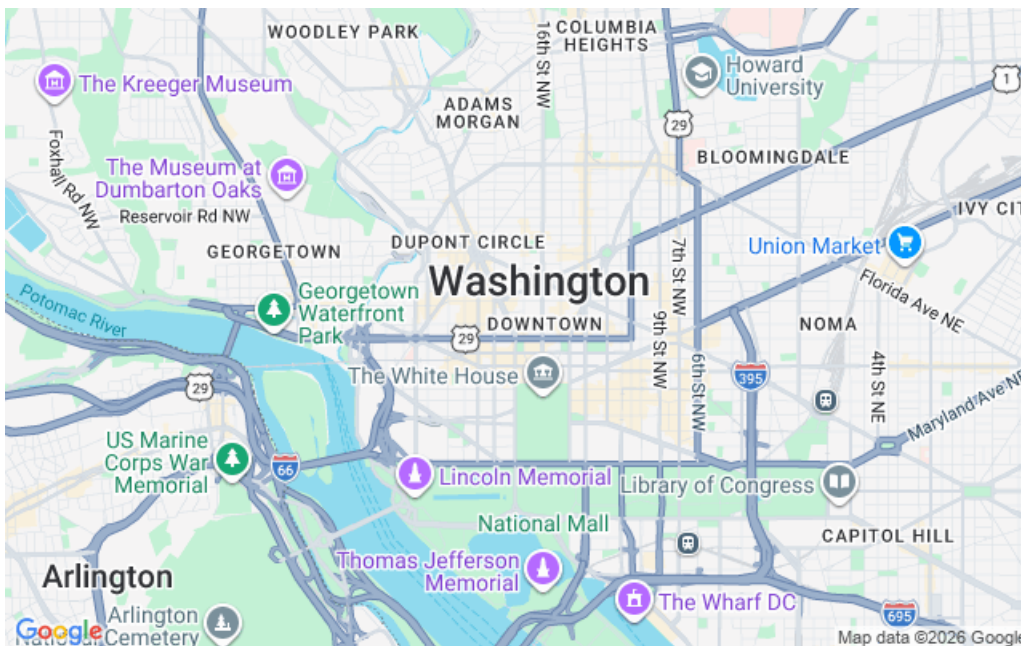 WOODLEY PARK
COLUMBIA
HEIGHTS
16th St NW
The Kreeger Museum
Howard
University
1
ADAMS
MORGAN
29
Foxhall Rd NW
The Museum at
Dumbarton Oaks
BLOOMINGDALE
Reservoir Rd NW
IVY CIT
GEORGETOWN
DUPONT CIRCLE
Union Market
7th St NW
Washington
Florida Ave NE
Potomac River
Georgetown
Waterfront
Park
29
DOWNTOWN
NOMA
9th St NW
6th St NW
4th St NE
The White House
395
29
Maryland Ave NE
US Marine
Corps War
Memorial
66
Lincoln Memorial
Library of Congress
National Mall
CAPITOL HILL
Thomas Jefferson
Memorial
Arlington
The Wharf DC
Arlington
National Cemetery
695
Google
Map data ©2026 Google